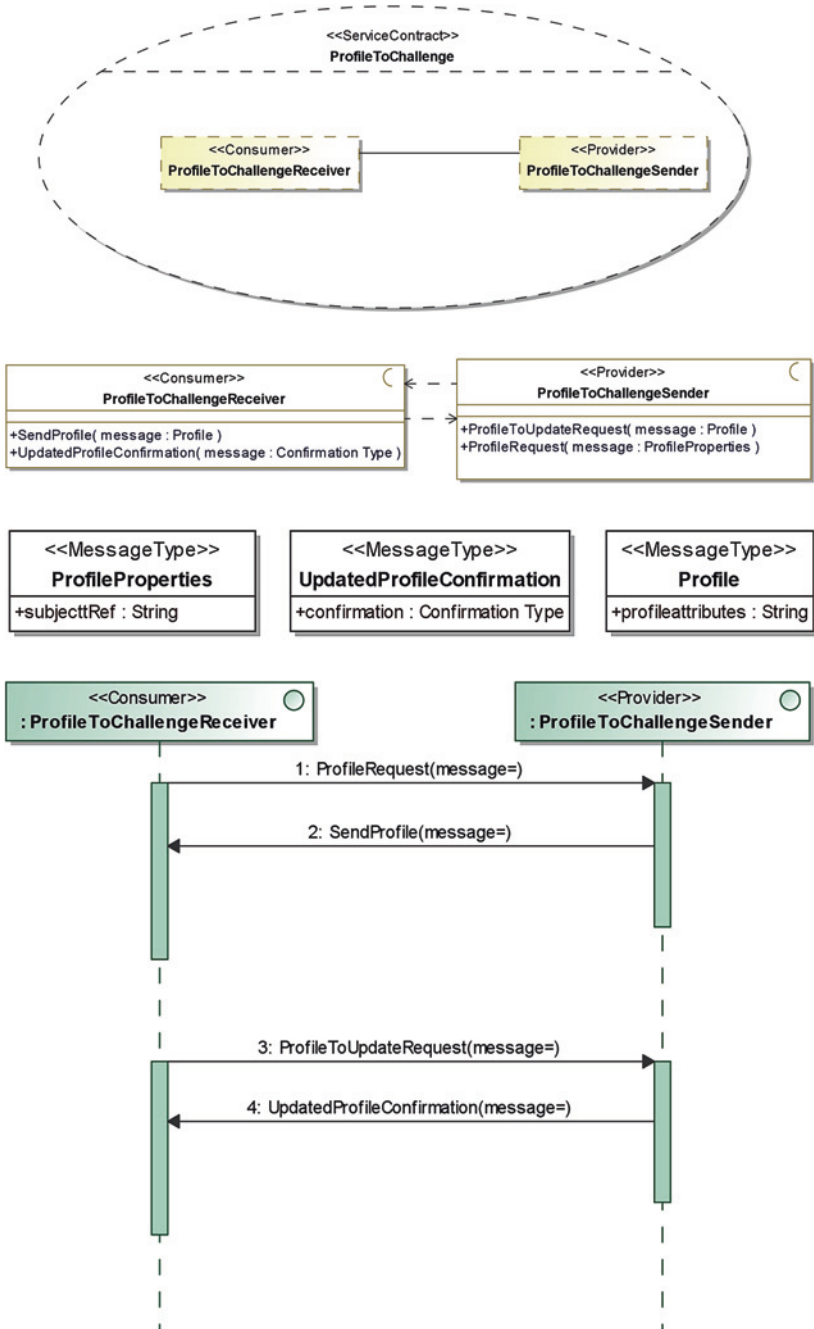 <<ServiceContract>>
ProfileToChallenge
<<Consumer>>
ProfileToChallengeReceiver
<<Provider>>
ProfileToChallengeSender
<<Consumer>>
ProfileToChallengeReceiver
+SendProfile( message : Profile )
+UpdatedProfileConfirmation( message : Confirmation Type )
<<Provider>>
ProfileToChallengeSender
+ProfileToUpdateRequest( message : Profile )
+ProfileRequest( message : ProfileProperties )
<<MessageType>>
ProfileProperties
+subjecttRef : String
<<MessageType>>
UpdatedProfileConfirmation
+confirmation : Confirmation Type
<<MessageType>>
Profile
+profileattributes : String
<<Consumer>>
: ProfileToChallengeReceiver
<<Provider>>
: ProfileToChallengeSender
1: ProfileRequest(message=)
2: SendProfile(message=)
3: ProfileToUpdateRequest(message=)
4: UpdatedProfileConfirmation(message=)